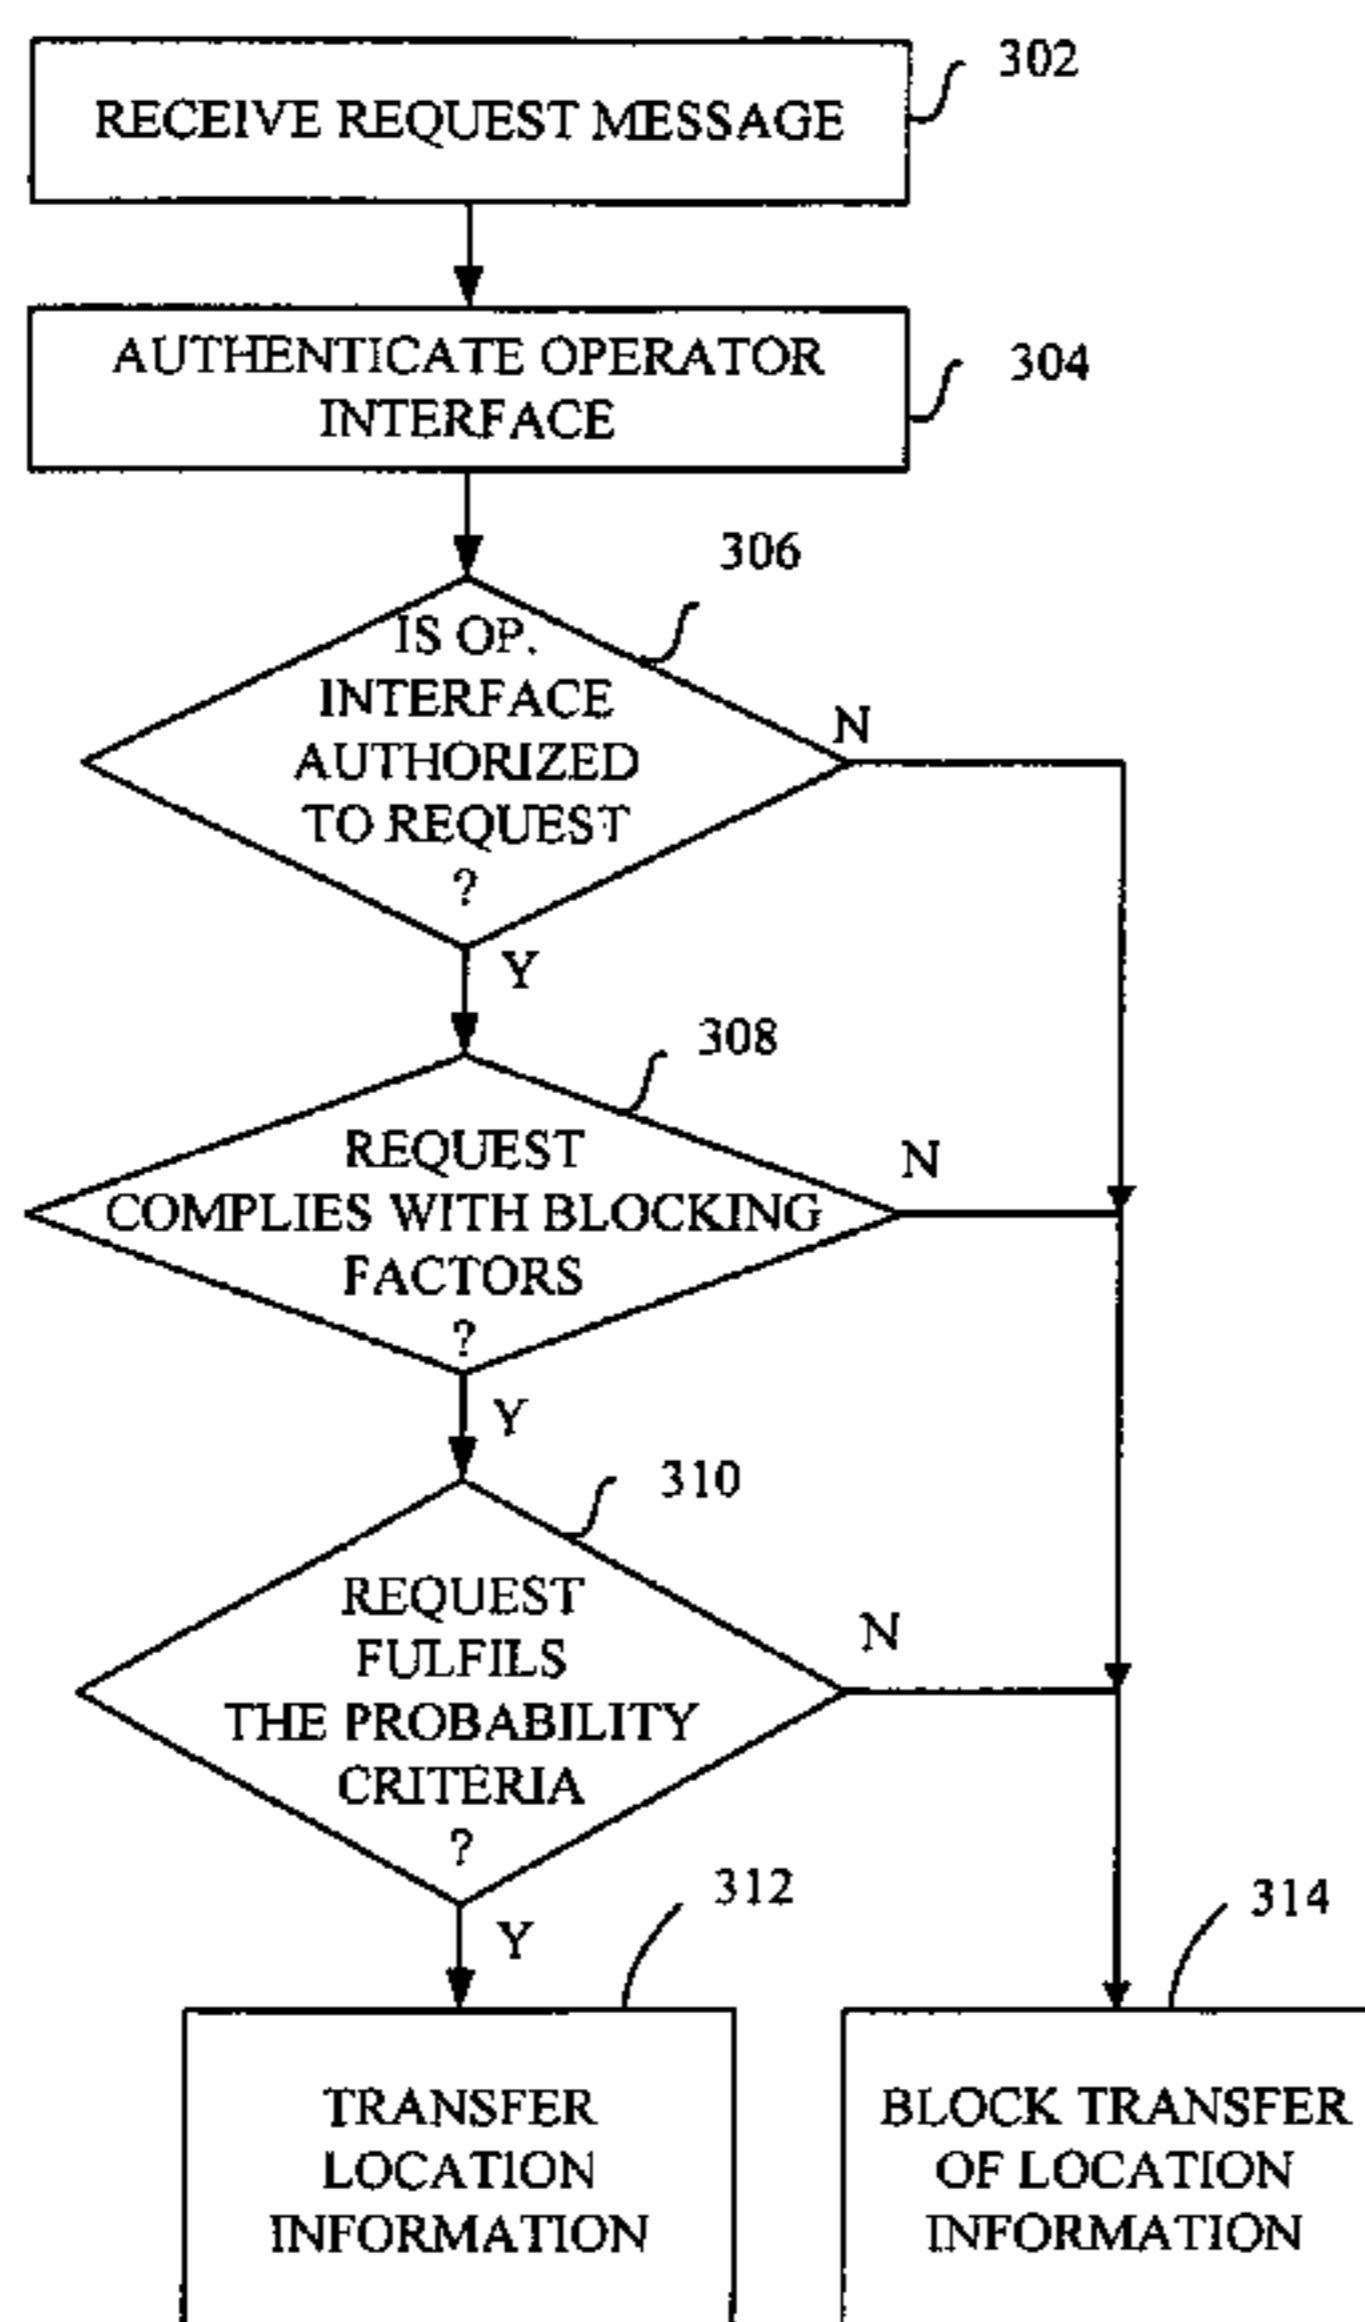 RECEIVE REQUEST MESSAGE
302
AUTHENTICATE OPERATOR
INTERFACE
304
306
IS OP.
INTERFACE
AUTHORIZED
TO REQUEST
?
N
Y
308
REQUEST
COMPLIES WITH BLOCKING
FACTORS
?
N
Y
310
REQUEST
FULFILS
THE PROBABILITY
CRITERIA
?
N
Y
312
TRANSFER
LOCATION
INFORMATION
314
BLOCK TRANSFER
OF LOCATION
INFORMATION